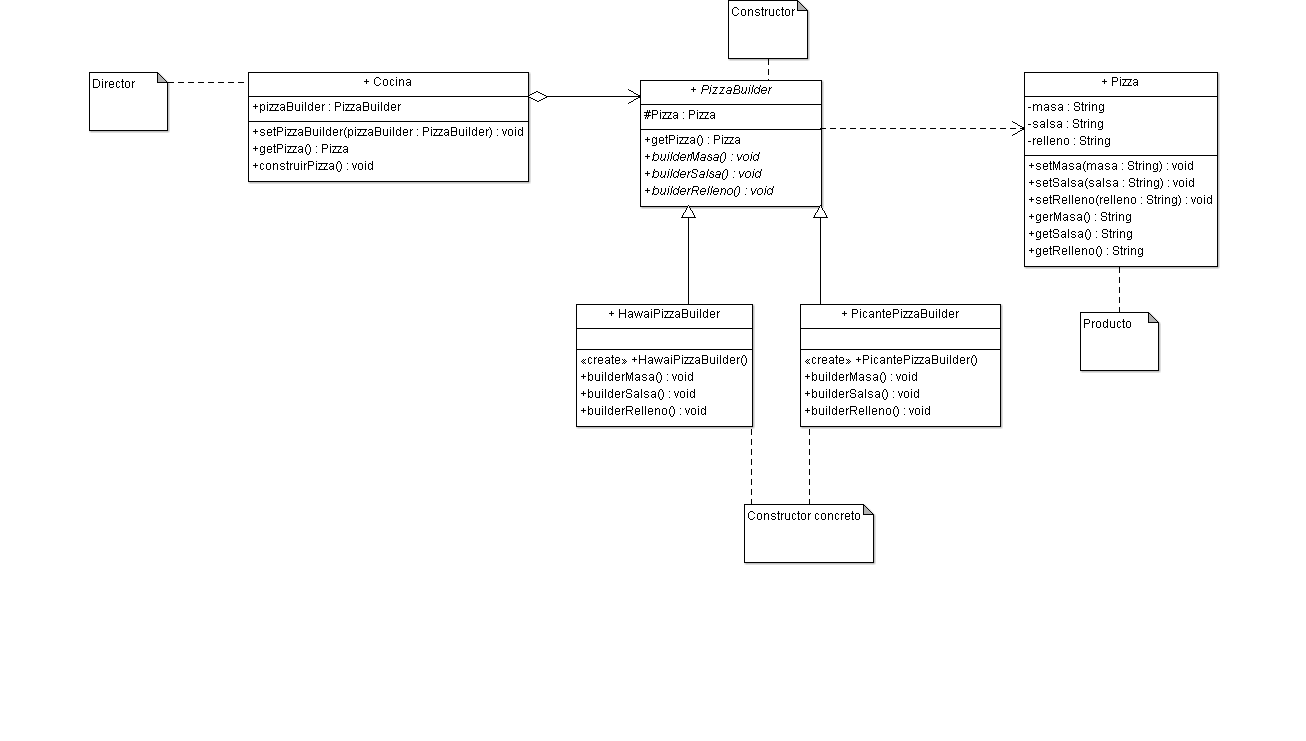 Constructor
Director
+ Cocina
+pizzaBuilder : PizzaBuilder
+setPizzaBuilder(pizzaBuilder : PizzaBuilder) : void
+getPizza() : Pizza
+construirPizza() : void
+ PizzaBuilder
#Pizza : Pizza
+getPizza() : Pizza
+builderMasa() : void
+builderSalsa() : void
+builderRelleno() : void
+ Pizza
-masa : String
-salsa : String
-relleno : String
+setMasa(masa : String) : void
+setSalsa(salsa : String) : void
+setRelleno(relleno : String) : void
+gerMasa() : String
+getSalsa() : String
+getRelleno() : String
+ HawaiPizzaBuilder
«create» +HawaiPizzaBuilder()
+builderMasa() : void
+builderSalsa() : void
+builderRelleno() : void
+ PicantePizzaBuilder
«create» +PicantePizzaBuilder()
+builderMasa() : void
+builderSalsa() : void
+builderRelleno() : void
Producto
Constructor concreto